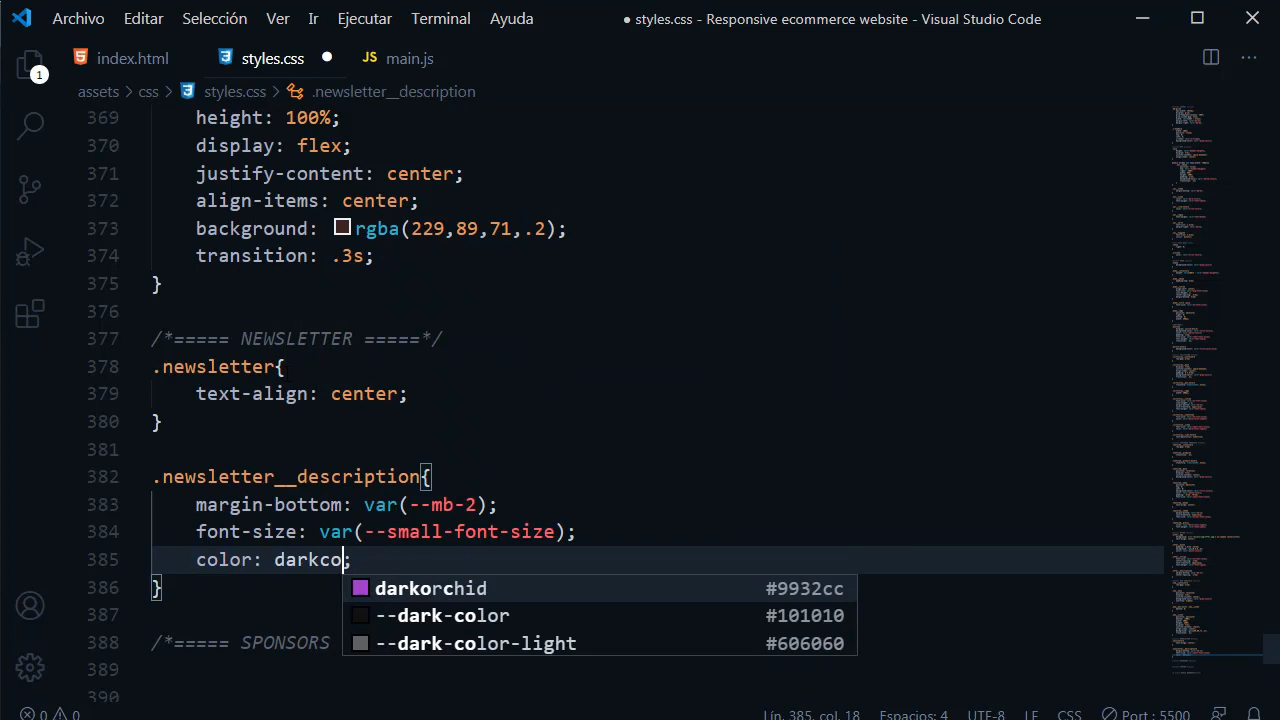 Archivo Editar Selección Ver Ir Ejecutar Terminal Ayuda ● styles.css - Responsive ecommerce website - Visual Studio Code
index.html styles.css JS main.js
1
assets > css > styles.css > .newsletter__description
369 height: 100%;
370 display: flex;
371 justify-content: center;
372 align-items: center;
373 background: rgba(229,89,71,.2);
374 transition: .3s;
375 }
376
377 /*===== NEWSLETTER =====*/
378 .newsletter{
379 text-align: center;
380 }
381
382 .newsletter__description{
383 margin-bottom: var(--mb-2);
384 font-size: var(--small-font-size);
385 color: darkco;
386 }
darkorchid #9932cc
387
--dark-color #101010
388 /*===== SPONSORS
--dark-color-light #606060
389
390
0 0 Lín. 385, col. 18 Espacios: 4 UTF-8 LF CSS Port : 5500